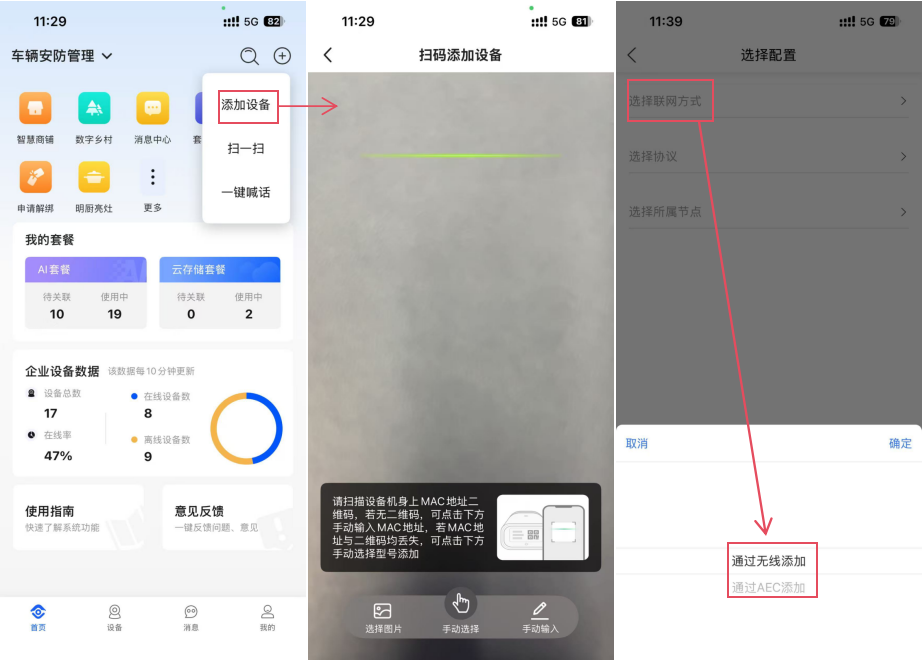 11:29
5G 82
车辆安防管理
添加设备
扫一扫
一键喊话
智慧商铺
数字乡村
消息中心
套
申请解绑
明厨亮灶
更多
我的套餐
AI套餐
待关联
使用中
10
19
云存储套餐
待关联
使用中
0
2
企业设备数据 该数据每10分钟更新
设备总数
17
在线率
47%
在线设备数
8
离线设备数
9
使用指南
快速了解系统功能
意见反馈
一键反馈问题、意见
首页
设备
消息
我的
11:29
5G 81
扫码添加设备
请扫描设备机身上MAC地址二
维码，若无二维码，可点击下方
手动输入MAC地址，若MAC地
址与二维码均丢失，可点击下方
手动选择型号添加
选择图片
手动选择
手动输入
11:39
5G 79
选择配置
选择联网方式
选择协议
选择所属节点
取消
确定
通过无线添加
通过AEC添加